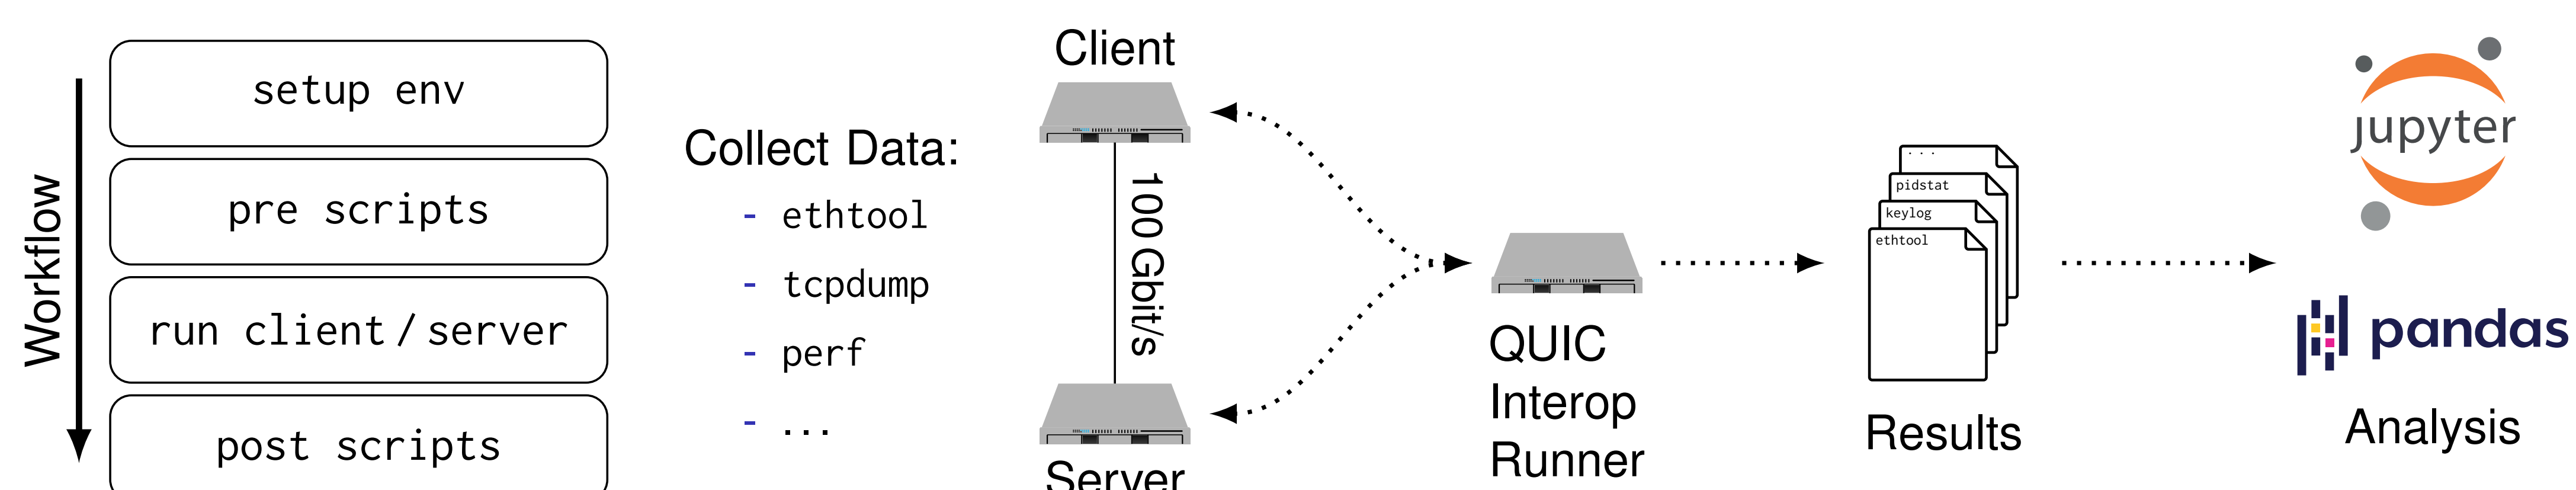 Workflow
setup env
pre scripts
run client / server
post scripts
Collect Data:
- ethtool
- tcpdump
- perf
- ...
Client
100 Gbit/s
Server
QUIC
Interop
Runner
...
pidstat
keylog
ethtool
Results
jupyter
pandas
Analysis